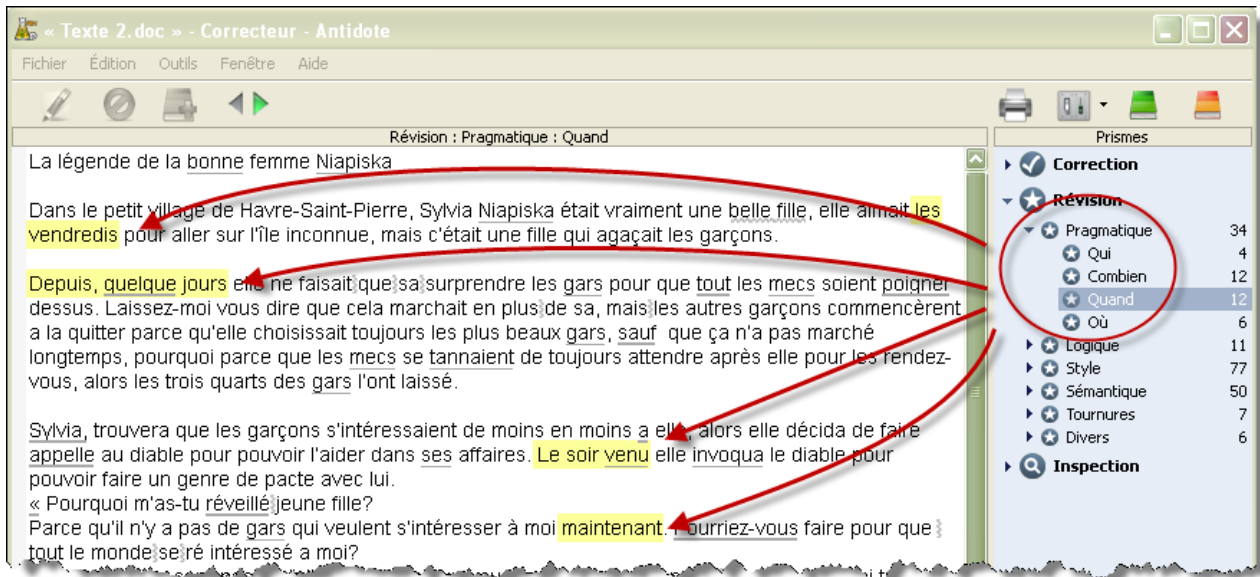 « Texte 2.doc » - Correcteur - Antidote
Fichier Édition Outils Fenêtre Aide
Révision : Pragmatique : Quand
Prismes
La légende de la bonne femme Niapiska
Dans le petit village de Havre-Saint-Pierre, Sylvia Niapiska était vraiment une belle fille, elle aimait les
vendredis pour aller sur l'île inconnue, mais c'était une fille qui agaçait les garçons.
Depuis, quelque jours elle ne faisait que sa surprendre les gars pour que tout les mecs soient poigner
dessus. Laissez-moi vous dire que cela marchait en plus de sa, mais les autres garçons commencèrent
a la quitter parce qu'elle choisissait toujours les plus beaux gars, sauf que ça n'a pas marché
longtemps, pourquoi parce que les mecs se tannaient de toujours attendre après elle pour les rendez-
vous, alors les trois quarts des gars l'ont laissé.
Sylvia, trouvera que les garçons s'intéressaient de moins en moins a elle, alors elle décida de faire
appelle au diable pour pouvoir l'aider dans ses affaires. Le soir venu elle invoqua le diable pour
pouvoir faire un genre de pacte avec lui.
« Pourquoi m'as-tu réveillé jeune fille?
Parce qu'il n'y a pas de gars qui veulent s'intéresser à moi maintenant. Pourriez-vous faire pour que
tout le monde se ré intéressé a moi?
Correction
Révision
Pragmatique 34
Qui 4
Combien 12
Quand 12
Où 6
Logique 11
Style 77
Sémantique 50
Tournures 7
Divers 6
Inspection